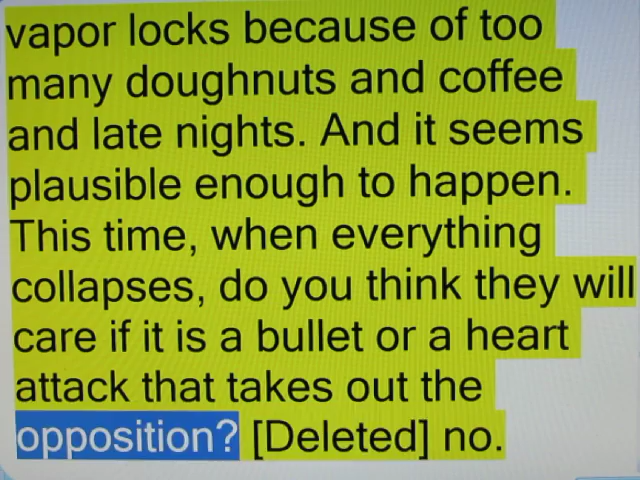 vapor locks because of too
many doughnuts and coffee
and late nights. And it seems
plausible enough to happen.
This time, when everything
collapses, do you think they will
care if it is a bullet or a heart
attack that takes out the
opposition? [Deleted] no.